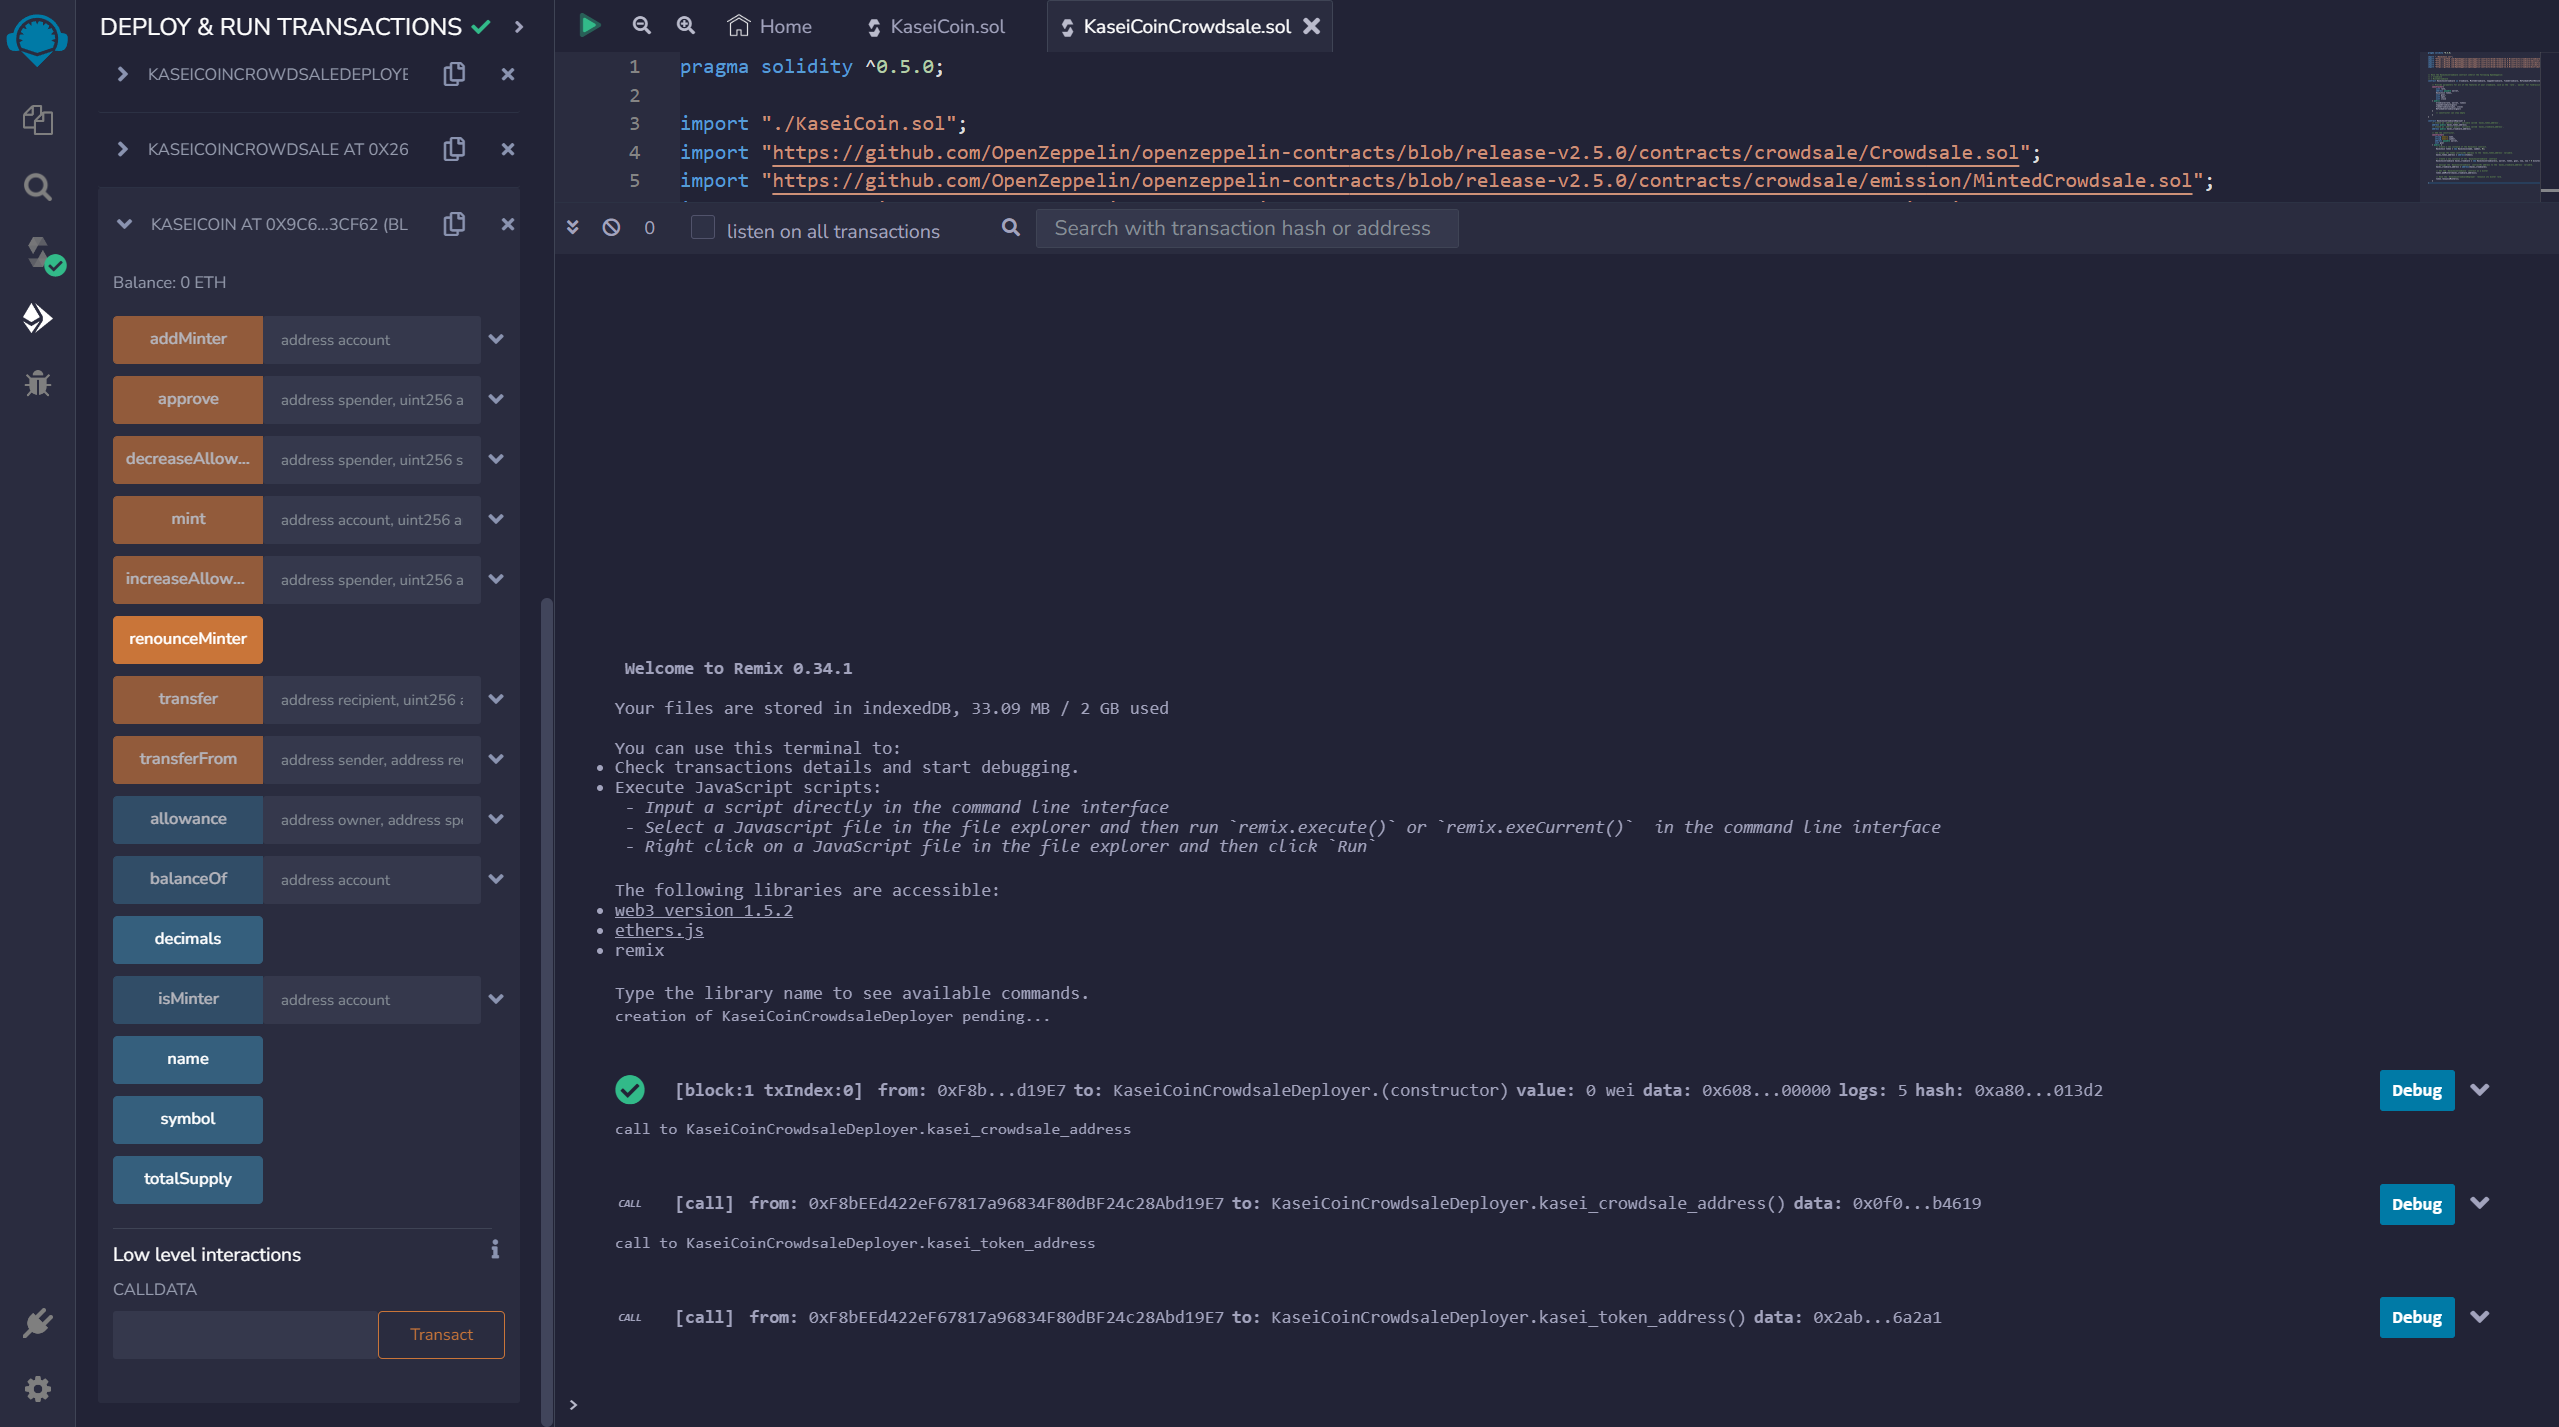 DEPLOY & RUN TRANSACTIONS
KASEICOINCROWDSALEDEPLOYE
KASEICOINCROWDSALE AT 0X26
KASEICOIN AT 0X9C6...3CF62 (BL
Balance: 0 ETH
addMinter address account
approve address spender, uint256 a
decreaseAllow... address spender, uint256 s
mint address account, uint256 a
increaseAllow... address spender, uint256 a
renounceMinter
transfer address recipient, uint256 a
transferFrom address sender, address re
allowance address owner, address spe
balanceOf address account
decimals
isMinter address account
name
symbol
totalSupply
Low level interactions
CALLDATA
Transact
Home KaseiCoin.sol KaseiCoinCrowdsale.sol
1 pragma solidity ^0.5.0;
2
3 import "./KaseiCoin.sol";
4 import "https://github.com/OpenZeppelin/openzeppelin-contracts/blob/release-v2.5.0/contracts/crowdsale/Crowdsale.sol";
5 import "https://github.com/OpenZeppelin/openzeppelin-contracts/blob/release-v2.5.0/contracts/crowdsale/emission/MintedCrowdsale.sol";
0 listen on all transactions Search with transaction hash or address
Welcome to Remix 0.34.1
Your files are stored in indexedDB, 33.09 MB / 2 GB used
You can use this terminal to:
• Check transactions details and start debugging.
• Execute JavaScript scripts:
- Input a script directly in the command line interface
- Select a Javascript file in the file explorer and then run `remix.execute()` or `remix.exeCurrent()` in the command line interface
- Right click on a JavaScript file in the file explorer and then click `Run`
The following libraries are accessible:
• web3 version 1.5.2
• ethers.js
• remix
Type the library name to see available commands.
creation of KaseiCoinCrowdsaleDeployer pending...
[block:1 txIndex:0] from: 0xF8b...d19E7 to: KaseiCoinCrowdsaleDeployer.(constructor) value: 0 wei data: 0x608...00000 logs: 5 hash: 0xa80...013d2 Debug
call to KaseiCoinCrowdsaleDeployer.kasei_crowdsale_address
CALL [call] from: 0xF8bEEd422eF67817a96834F80dBF24c28Abd19E7 to: KaseiCoinCrowdsaleDeployer.kasei_crowdsale_address() data: 0x0f0...b4619 Debug
call to KaseiCoinCrowdsaleDeployer.kasei_token_address
CALL [call] from: 0xF8bEEd422eF67817a96834F80dBF24c28Abd19E7 to: KaseiCoinCrowdsaleDeployer.kasei_token_address() data: 0x2ab...6a2a1 Debug
>